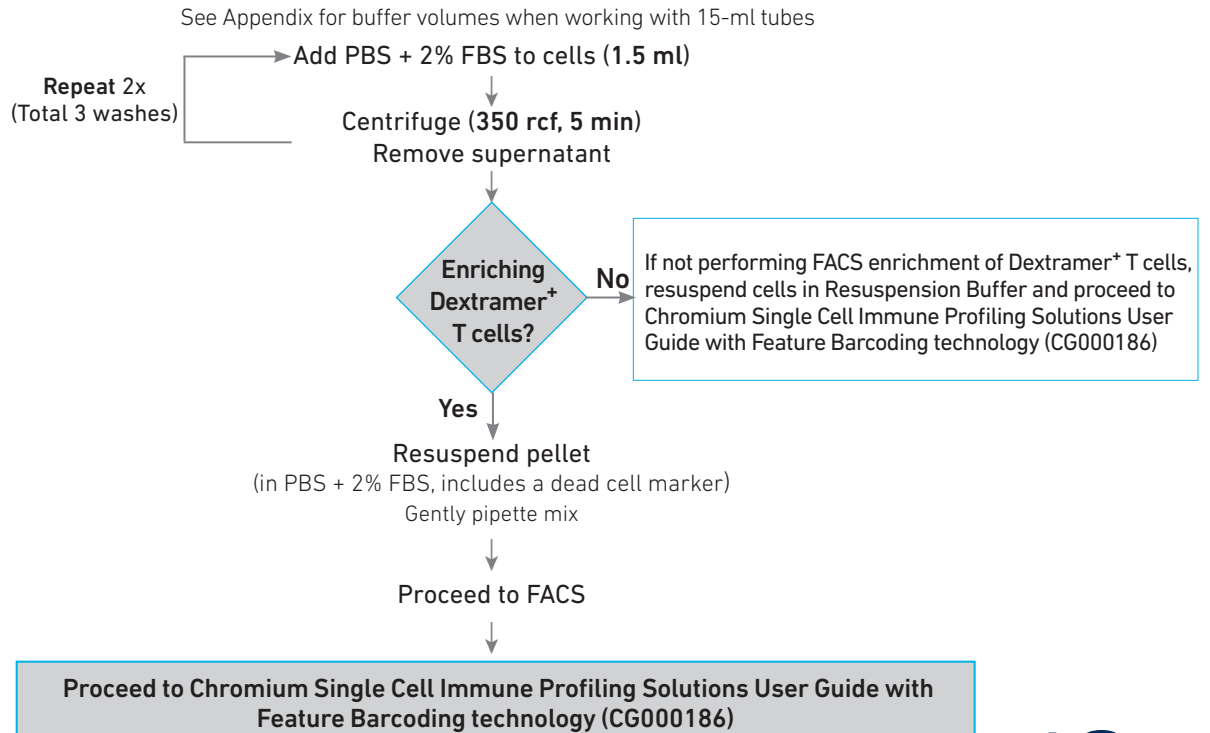 See Appendix for buffer volumes when working with 15-ml tubes
Add PBS + 2% FBS to cells (1.5 ml)
Repeat 2x
(Total 3 washes)
Centrifuge (350 rcf, 5 min)
Remove supernatant
Enriching
Dextramer⁺
T cells?
No
If not performing FACS enrichment of Dextramer⁺ T cells,
resuspend cells in Resuspension Buffer and proceed to
Chromium Single Cell Immune Profiling Solutions User
Guide with Feature Barcoding technology (CG000186)
Yes
Resuspend pellet
(in PBS + 2% FBS, includes a dead cell marker)
Gently pipette mix
Proceed to FACS
Proceed to Chromium Single Cell Immune Profiling Solutions User Guide with
Feature Barcoding technology (CG000186)